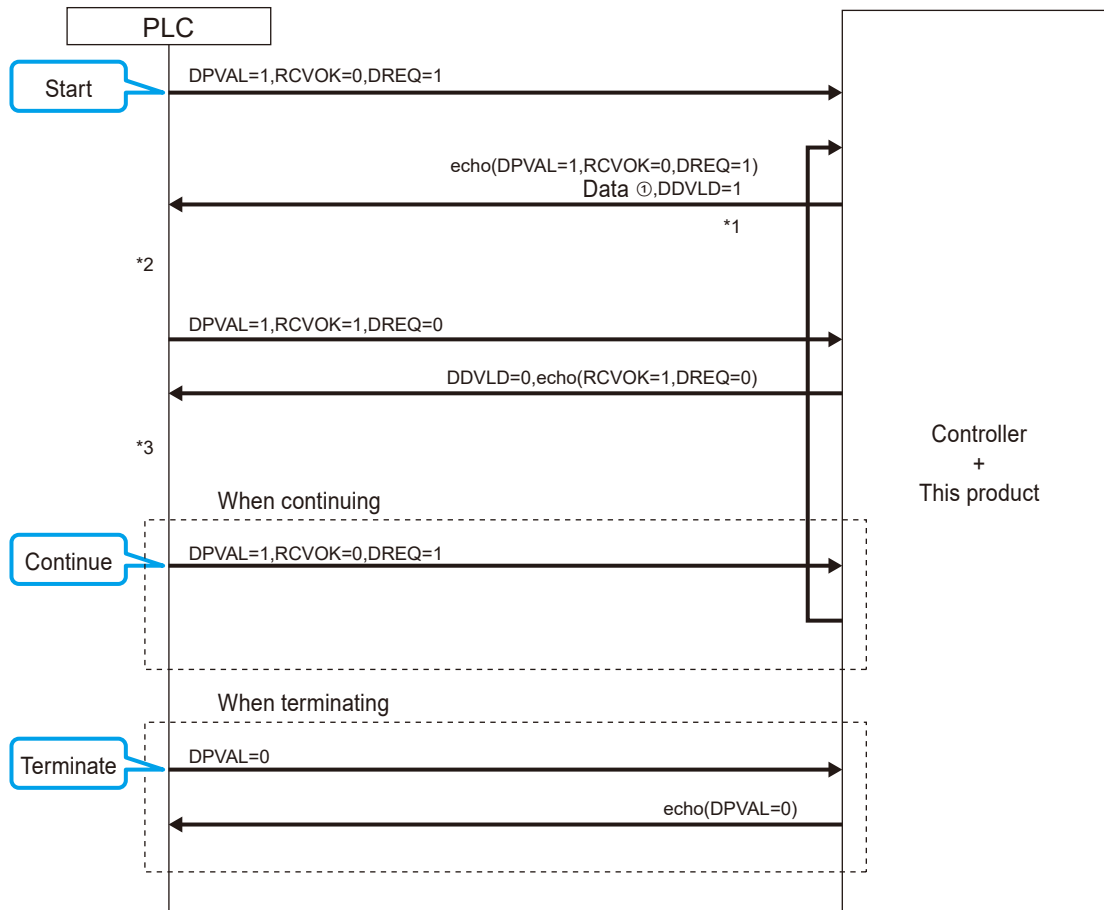 PLC
Start
DPVAL=1,RCVOK=0,DREQ=1
echo(DPVAL=1,RCVOK=0,DREQ=1)
Data ①,DDVLD=1
*1
*2
DPVAL=1,RCVOK=1,DREQ=0
DDVLD=0,echo(RCVOK=1,DREQ=0)
*3
Controller
+
This product
When continuing
Continue
DPVAL=1,RCVOK=0,DREQ=1
When terminating
Terminate
DPVAL=0
echo(DPVAL=0)